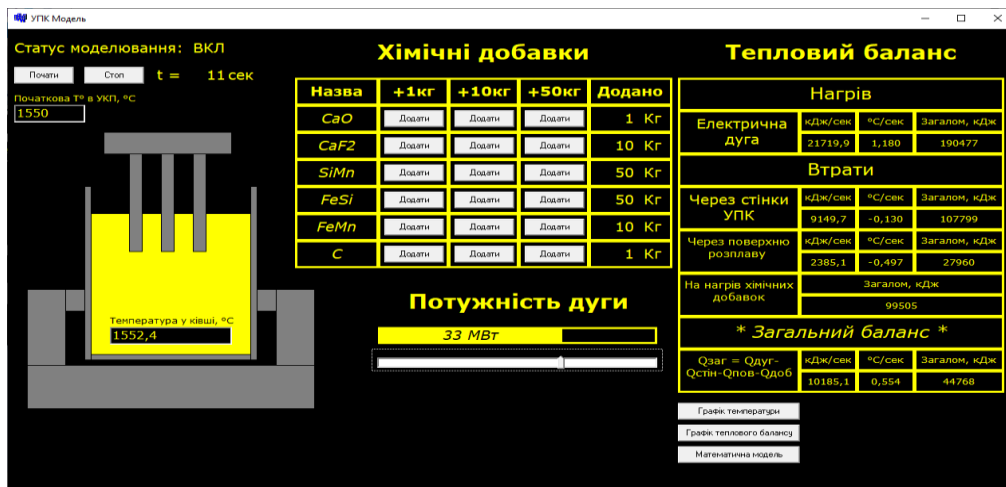 УПК Модель
Статус моделювання: ВКЛ
Почати Стоп t = 11 сек
Початкова Т° в УКП, °C
1550
Температура у ківші, °C
1552,4
Хімічні добавки
Назва +1кг +10кг +50кг Додано
CaO Додати Додати Додати 1 Кг
CaF2 Додати Додати Додати 10 Кг
SiMn Додати Додати Додати 50 Кг
FeSi Додати Додати Додати 50 Кг
FeMn Додати Додати Додати 10 Кг
C Додати Додати Додати 1 Кг
Потужність дуги
33 МВт
Тепловий баланс
Нагрів
Електрична дуга
кДж/сек °C/сек Загалом, кДж
21719,9 1,180 190477
Втрати
Через стінки УПК
кДж/сек °C/сек Загалом, кДж
9149,7 -0,130 107799
Через поверхню розплаву
кДж/сек °C/сек Загалом, кДж
2385,1 -0,497 27960
На нагрів хімічних добавок
Загалом, кДж
99505
* Загальний баланс *
Qзаг = Qдуг-
Qстін-Qпов-Qдоб
кДж/сек °C/сек Загалом, кДж
10185,1 0,554 44768
Графік температури
Графік теплового балансу
Математична модель